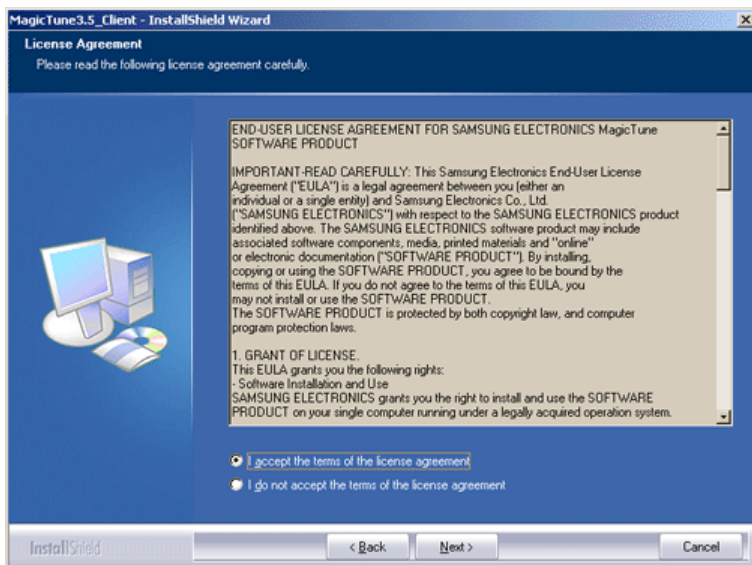 MagicTune3.5_Client - InstallShield Wizard
License Agreement
Please read the following license agreement carefully.
END-USER LICENSE AGREEMENT FOR SAMSUNG ELECTRONICS MagicTune
SOFTWARE PRODUCT
IMPORTANT-READ CAREFULLY: This Samsung Electronics End-User License
Agreement ("EULA") is a legal agreement between you (either an
individual or a single entity) and Samsung Electronics Co., Ltd.
("SAMSUNG ELECTRONICS") with respect to the SAMSUNG ELECTRONICS product
identified above. The SAMSUNG ELECTRONICS software product may include
associated software components, media, printed materials and "online"
or electronic documentation ("SOFTWARE PRODUCT"). By installing,
copying or using the SOFTWARE PRODUCT, you agree to be bound by the
terms of this EULA. If you do not agree to the terms of this EULA, you
may not install or use the SOFTWARE PRODUCT.
The SOFTWARE PRODUCT is protected by both copyright law, and computer
program protection laws.
1. GRANT OF LICENSE.
This EULA grants you the following rights:
- Software Installation and Use
SAMSUNG ELECTRONICS grants you the right to install and use the SOFTWARE
PRODUCT on your single computer running under a legally acquired operation system.
I accept the terms of the license agreement
I do not accept the terms of the license agreement
InstallShield
< Back
Next >
Cancel